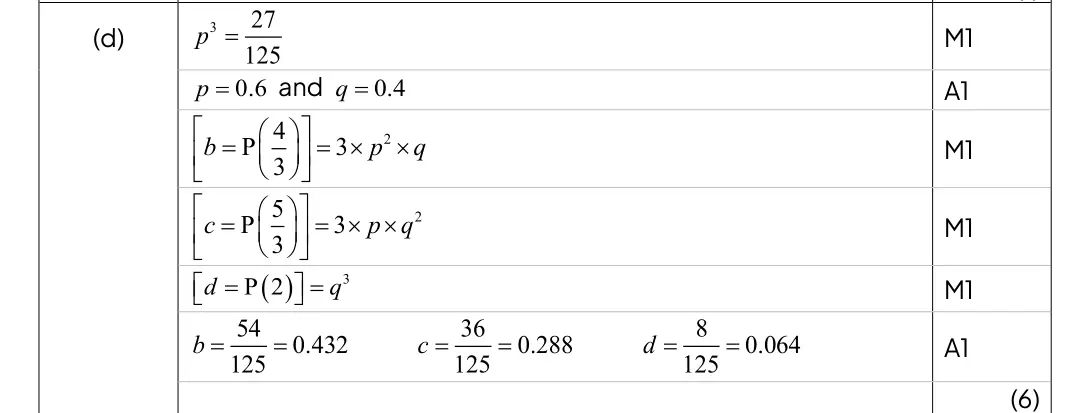 (d) p³ = 27/125 M1
p = 0.6 and q = 0.4 A1
[b = P(4/3)] = 3 × p² × q M1
[c = P(5/3)] = 3 × p × q² M1
[d = P(2)] = q³ M1
b = 54/125 = 0.432 c = 36/125 = 0.288 d = 8/125 = 0.064 A1
(6)